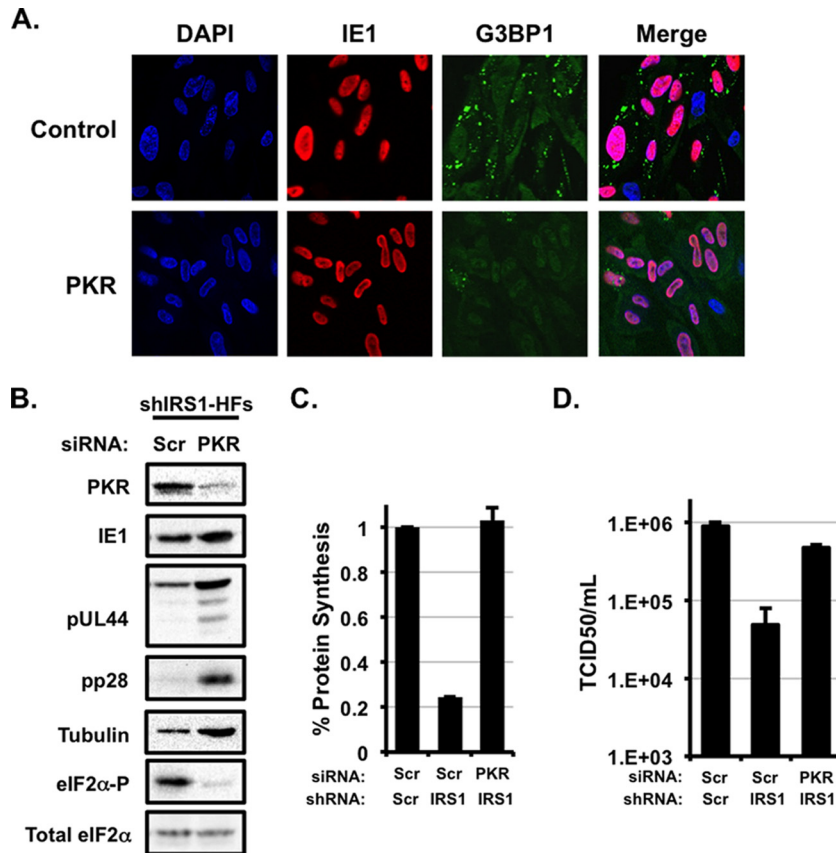 A.
DAPI IE1 G3BP1 Merge
Control
PKR
B.
shIRS1-HFs
siRNA: Scr PKR
PKR
IE1
pUL44
pp28
Tubulin
eIF2α-P
Total eIF2α
C.
% Protein Synthesis
1
0.8
0.6
0.4
0.2
0
siRNA: Scr Scr PKR
shRNA: Scr IRS1 IRS1
D.
TCID50/mL
1.E+06
1.E+05
1.E+04
1.E+03
siRNA: Scr Scr PKR
shRNA: Scr IRS1 IRS1